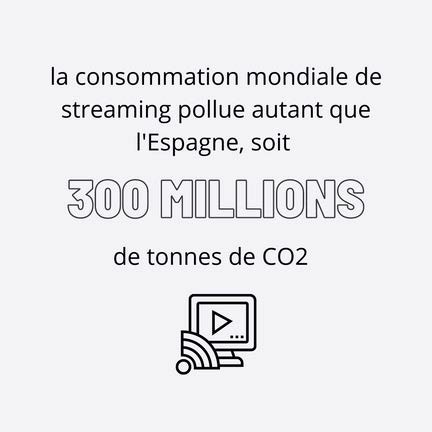 la consommation mondiale de
streaming pollue autant que
l'Espagne, soit
300 MILLIONS
de tonnes de CO2